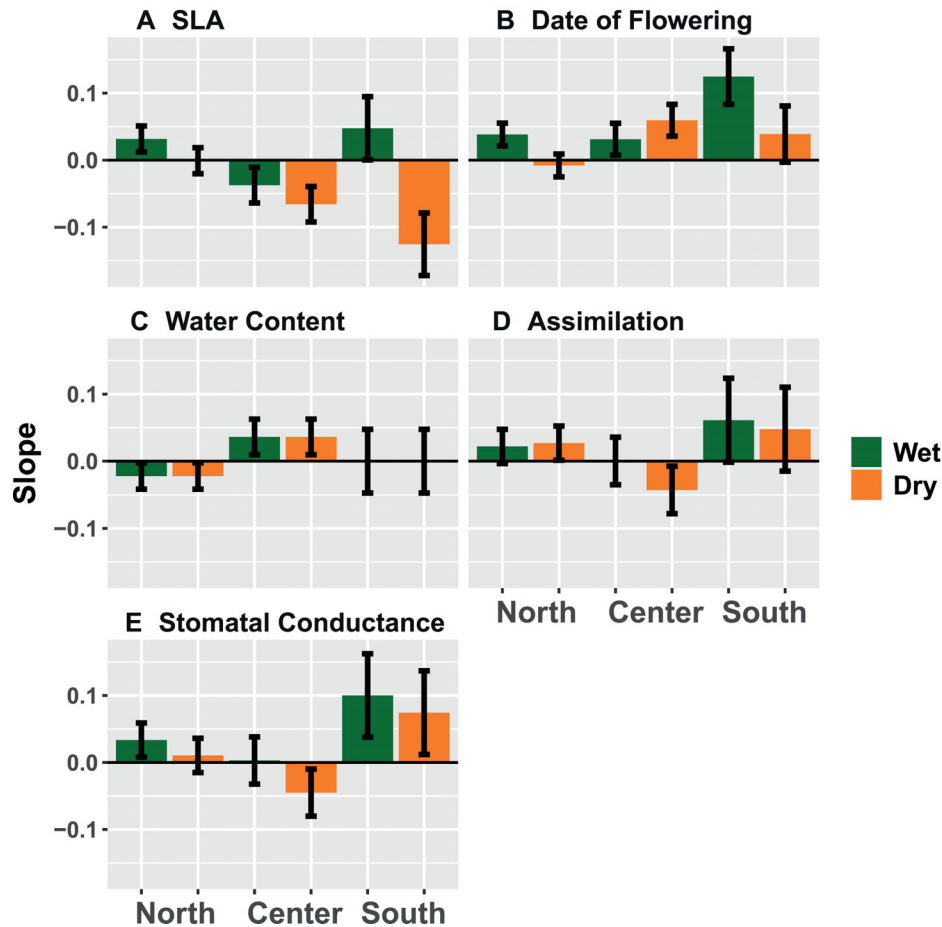 A SLA
B Date of Flowering
0.1
0.0
−0.1
C Water Content
D Assimilation
0.1
0.0
−0.1
Slope
Wet
Dry
North Center South
E Stomatal Conductance
0.1
0.0
−0.1
North Center South